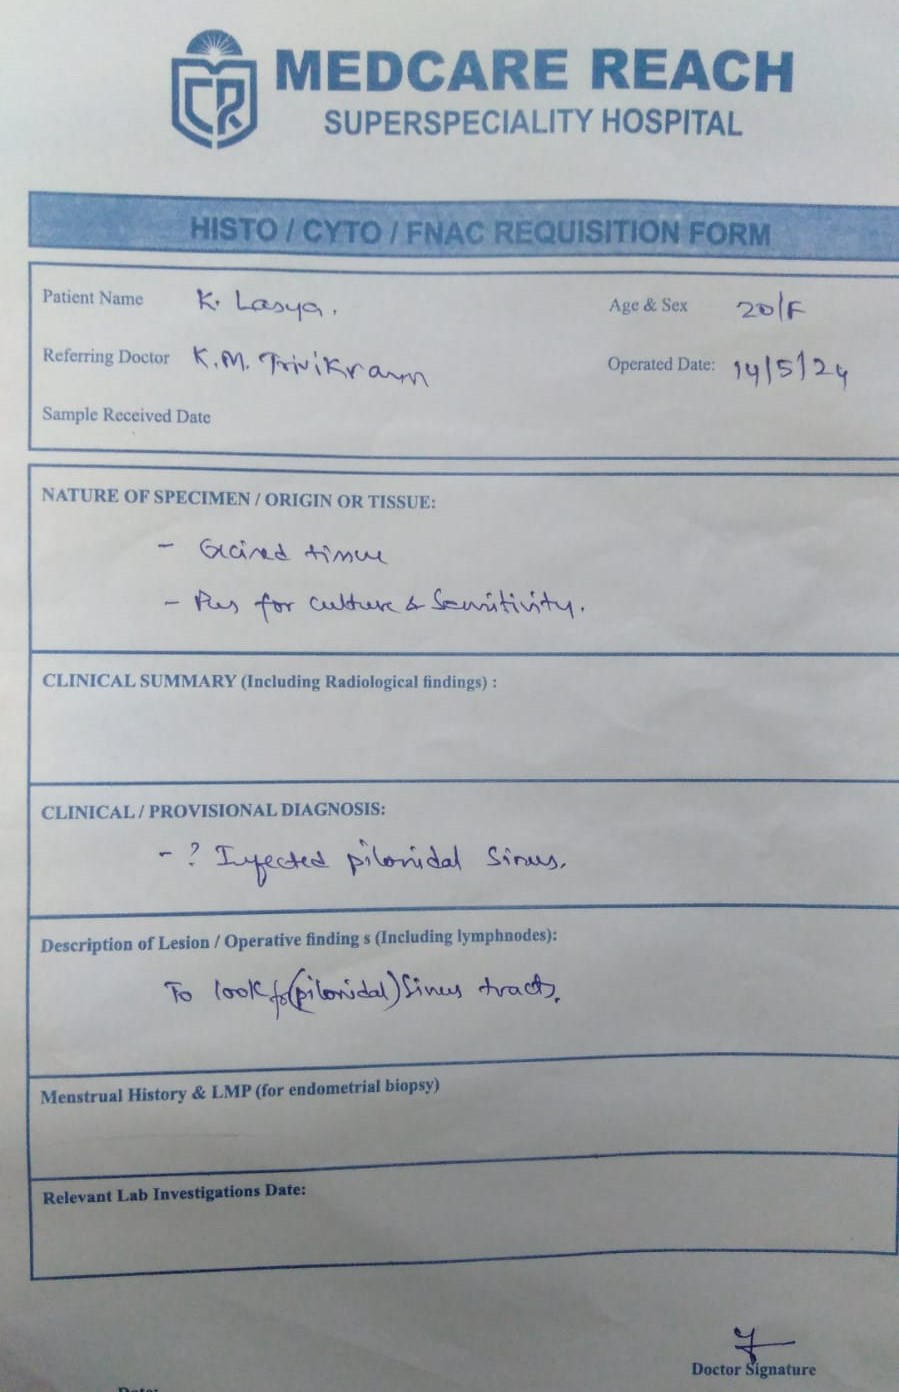 MEDCARE REACH
SUPERSPECIALITY HOSPITAL
HISTO / CYTO / FNAC REQUISITION FORM
Patient Name K. Lasya.
Age & Sex 20/F
Referring Doctor K.M. Trivikram
Operated Date: 14/5/24
Sample Received Date
NATURE OF SPECIMEN / ORIGIN OR TISSUE:
- Excised tissue
- Pus for culture & Sensitivity.
CLINICAL SUMMARY (Including Radiological findings) :
CLINICAL / PROVISIONAL DIAGNOSIS:
- ? Infected pilonidal Sinus.
Description of Lesion / Operative finding s (Including lymphnodes):
To look for (pilonidal) Sinus tracts.
Menstrual History & LMP (for endometrial biopsy)
Relevant Lab Investigations Date:
Doctor Signature
Date: